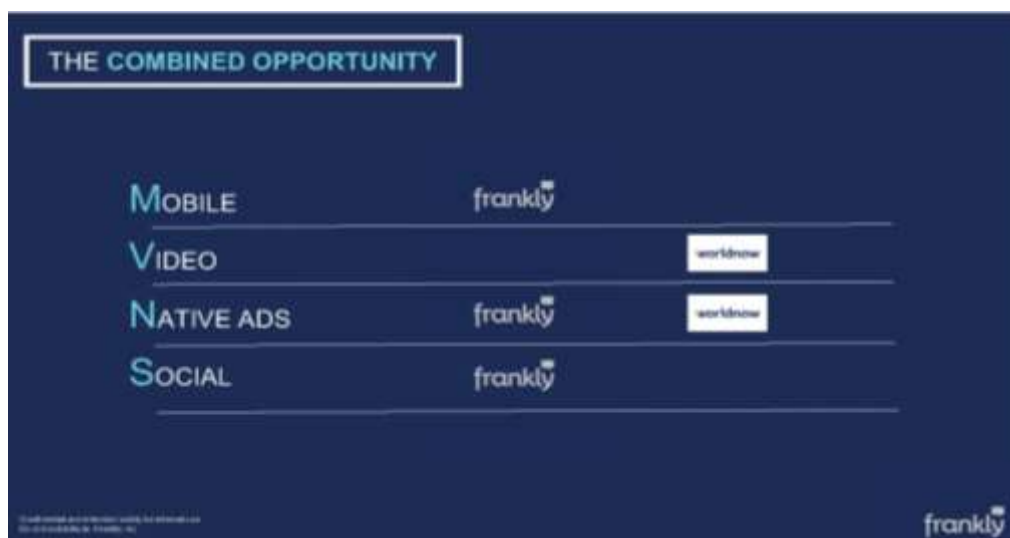 THE COMBINED OPPORTUNITY
MOBILE frankly
VIDEO worldnow
NATIVE ADS frankly worldnow
SOCIAL frankly
frankly